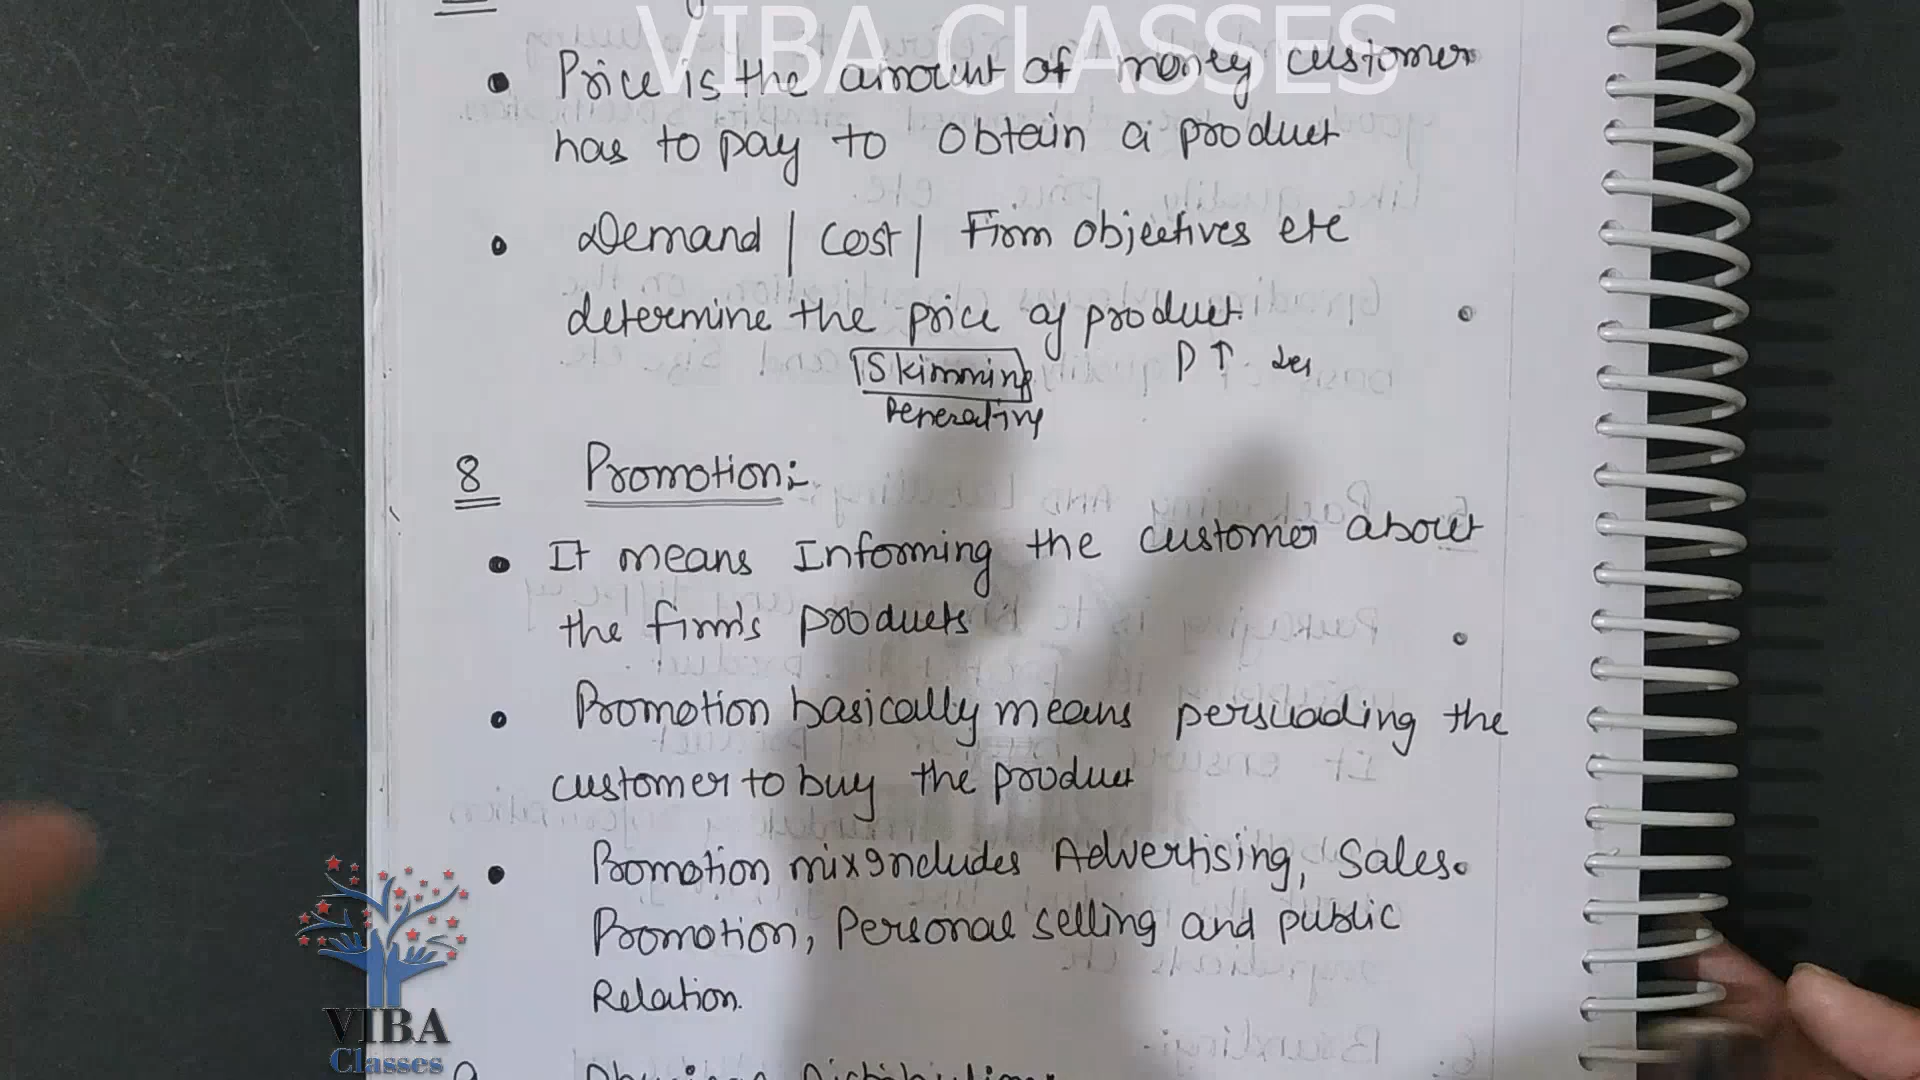 VIBA CLASSES
• Price is the amount of money customer
has to pay to obtain a product
• Demand | Cost | Firm objectives etc
determine the price of product.
Skimming
P ↑
8 Promotion:-
• It means Informing the customer about
the firm's products
• Promotion basically means persuading the
customer to buy the product
• Promotion mix Includes Advertising, Sales.
Promotion, Personal selling and public
Relation.
9 Physical Distribution:
VIBA
Classes